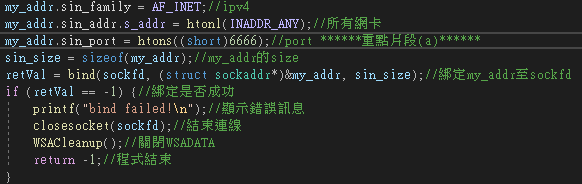 my_addr.sin_family = AF_INET;//ipv4
my_addr.sin_addr.s_addr = htonl(INADDR_ANY);//所有網卡
my_addr.sin_port = htons((short)6666);//port ******重點片段(a)******
sin_size = sizeof(my_addr);//my_addr的size
retVal = bind(sockfd, (struct sockaddr*)&my_addr, sin_size);//綁定my_addr至sockfd
if (retVal == -1) {//綁定是否成功
    printf("bind failed!\n");//顯示錯誤訊息
    closesocket(sockfd);//結束連線
    WSACleanup();//關閉WSADATA
    return -1;//程式結束
}